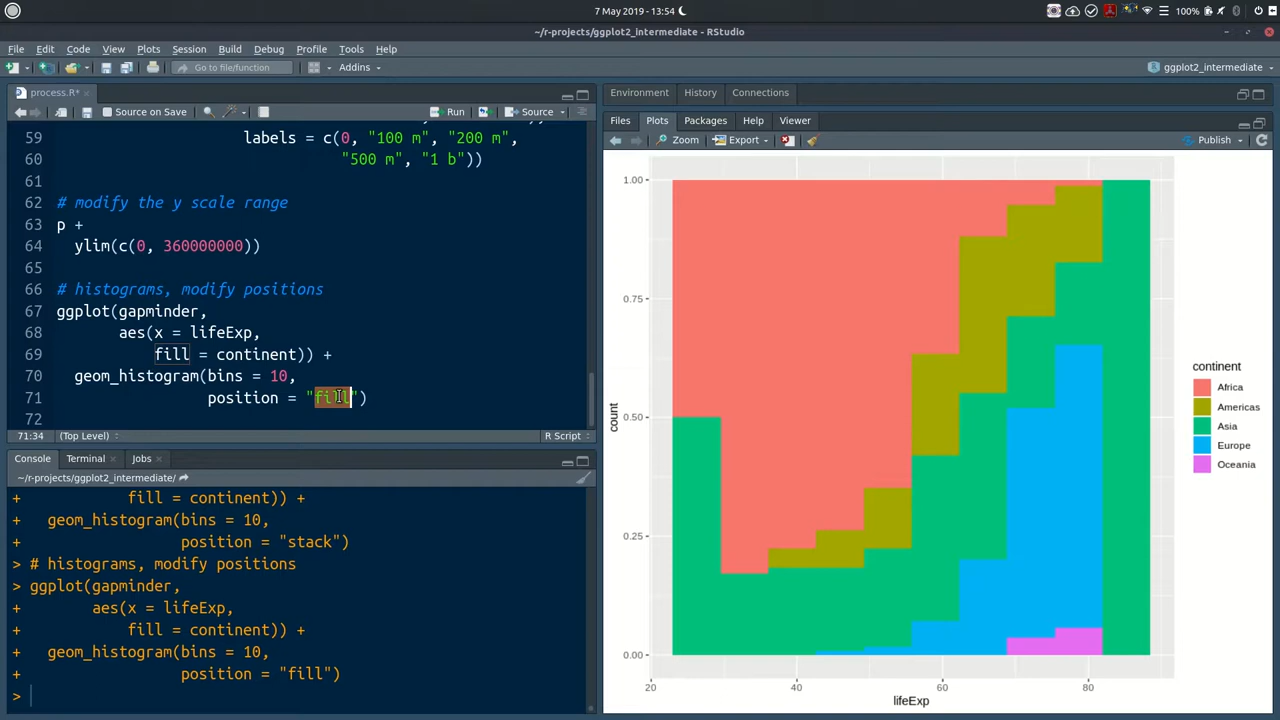 7 May 2019 - 13:54
100%
~/r-projects/ggplot2_intermediate - RStudio
File Edit Code View Plots Session Build Debug Profile Tools Help
Go to file/function Addins
ggplot2_intermediate
process.R*
Source on Save Run Source
59 labels = c(0, "100 m", "200 m",
60 "500 m", "1 b"))
61
62 # modify the y scale range
63 p +
64 ylim(c(0, 360000000))
65
66 # histograms, modify positions
67 ggplot(gapminder,
68 aes(x = lifeExp,
69 fill = continent)) +
70 geom_histogram(bins = 10,
71 position = "fill")
72
71:34 (Top Level) R Script
Console Terminal Jobs
~/r-projects/ggplot2_intermediate/
+ fill = continent)) +
+ geom_histogram(bins = 10,
+ position = "stack")
> # histograms, modify positions
> ggplot(gapminder,
+ aes(x = lifeExp,
+ fill = continent)) +
+ geom_histogram(bins = 10,
+ position = "fill")
>
Environment History Connections
Files Plots Packages Help Viewer
Zoom Export Publish
1.00
0.75
0.50
0.25
0.00
count
20 40 60 80
lifeExp
continent
Africa
Americas
Asia
Europe
Oceania